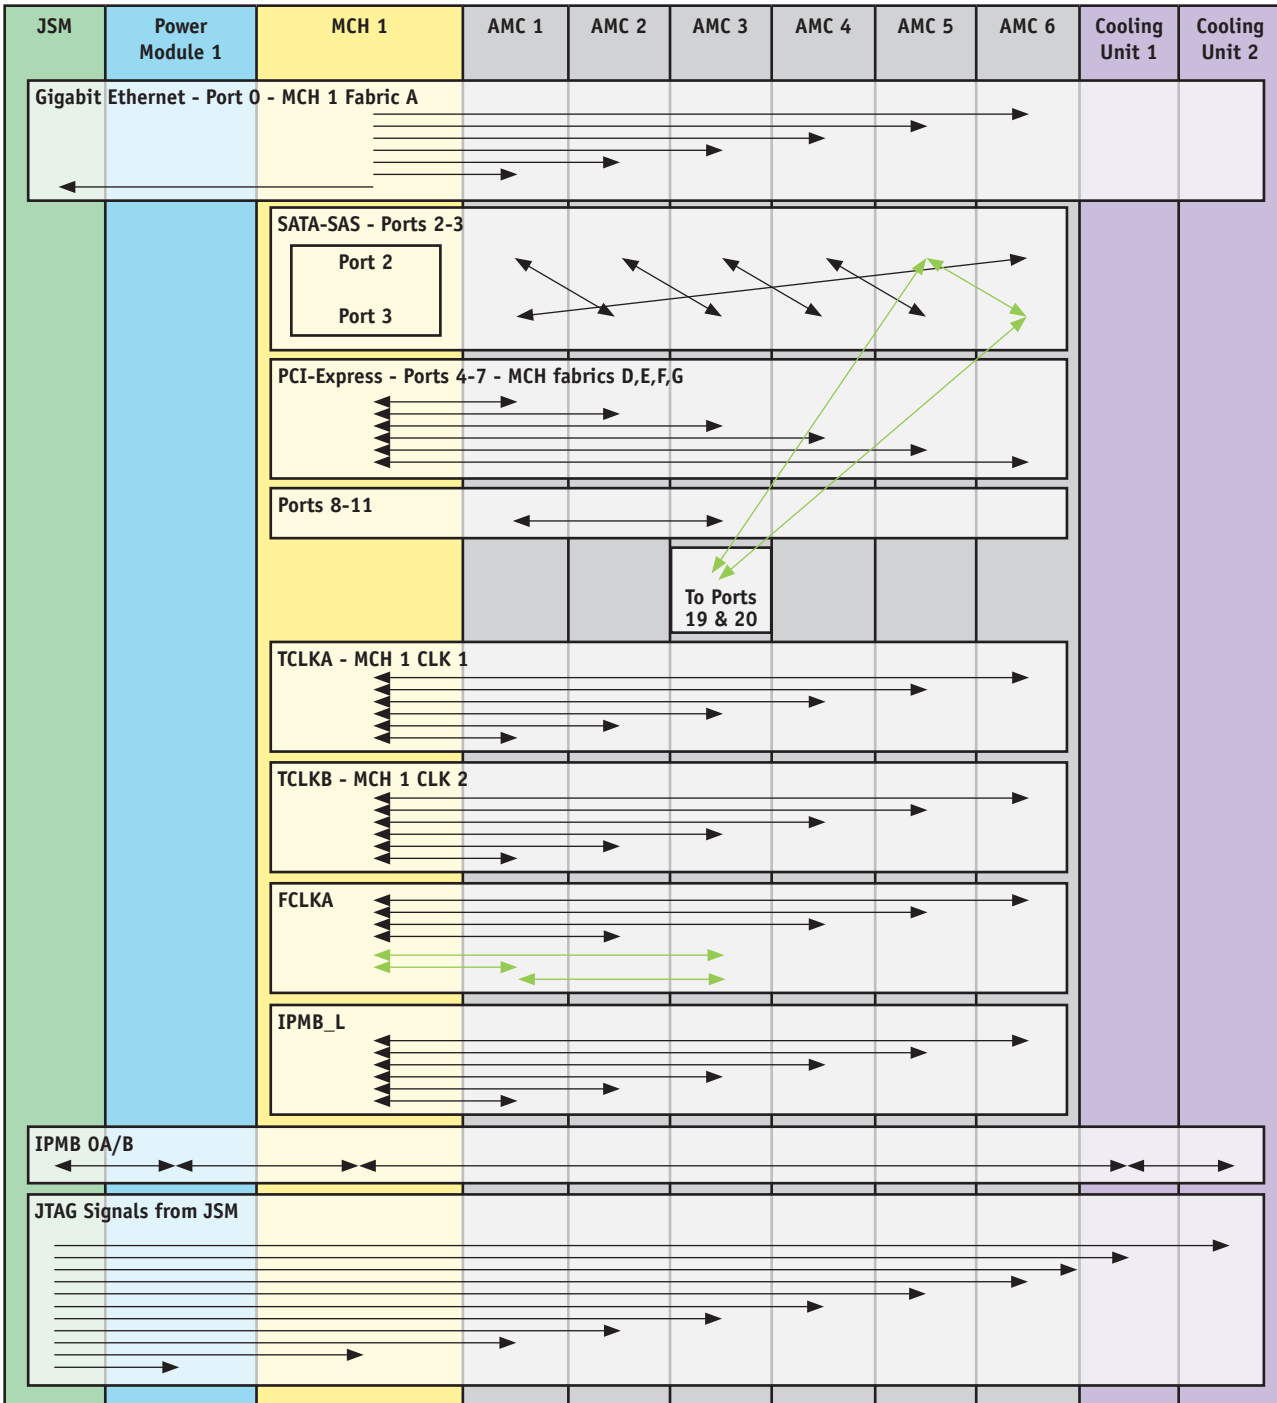 JSM
Power
Module 1
MCH 1
AMC 1
AMC 2
AMC 3
AMC 4
AMC 5
AMC 6
Cooling
Unit 1
Cooling
Unit 2
Gigabit Ethernet - Port 0 - MCH 1 Fabric A
SATA-SAS - Ports 2-3
Port 2
Port 3
PCI-Express - Ports 4-7 - MCH fabrics D,E,F,G
Ports 8-11
To Ports
19 & 20
TCLKA - MCH 1 CLK 1
TCLKB - MCH 1 CLK 2
FCLKA
IPMB_L
IPMB 0A/B
JTAG Signals from JSM